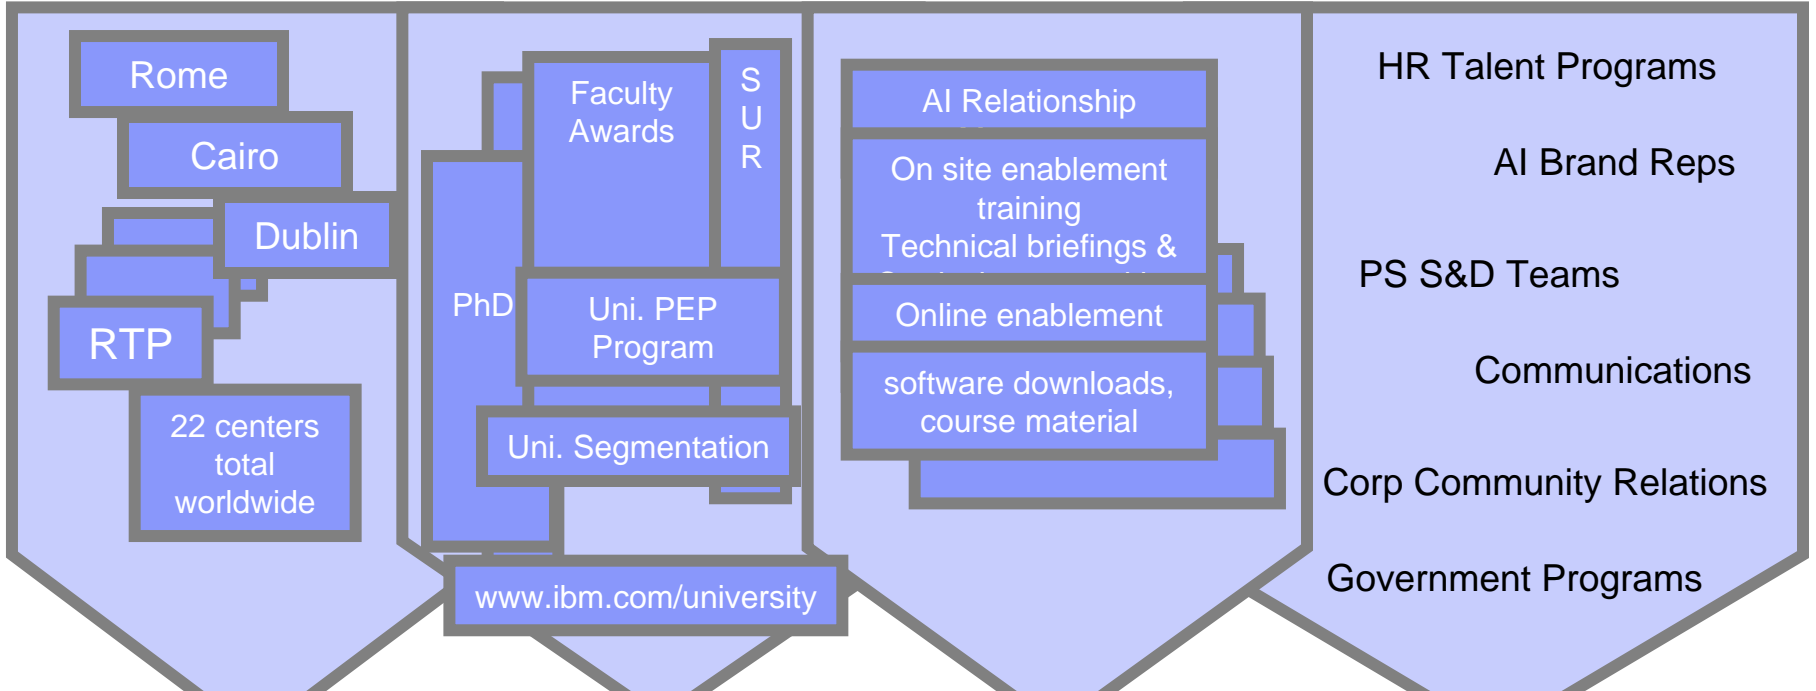 Rome
Cairo
Dublin
RTP
22 centers
total
worldwide
Faculty
Awards
S
U
R
PhD
Uni. PEP
Program
Uni. Segmentation
www.ibm.com/university
AI Relationship
On site enablement
training
Technical briefings &
Online enablement
software downloads,
course material
HR Talent Programs
AI Brand Reps
PS S&D Teams
Communications
Corp Community Relations
Government Programs